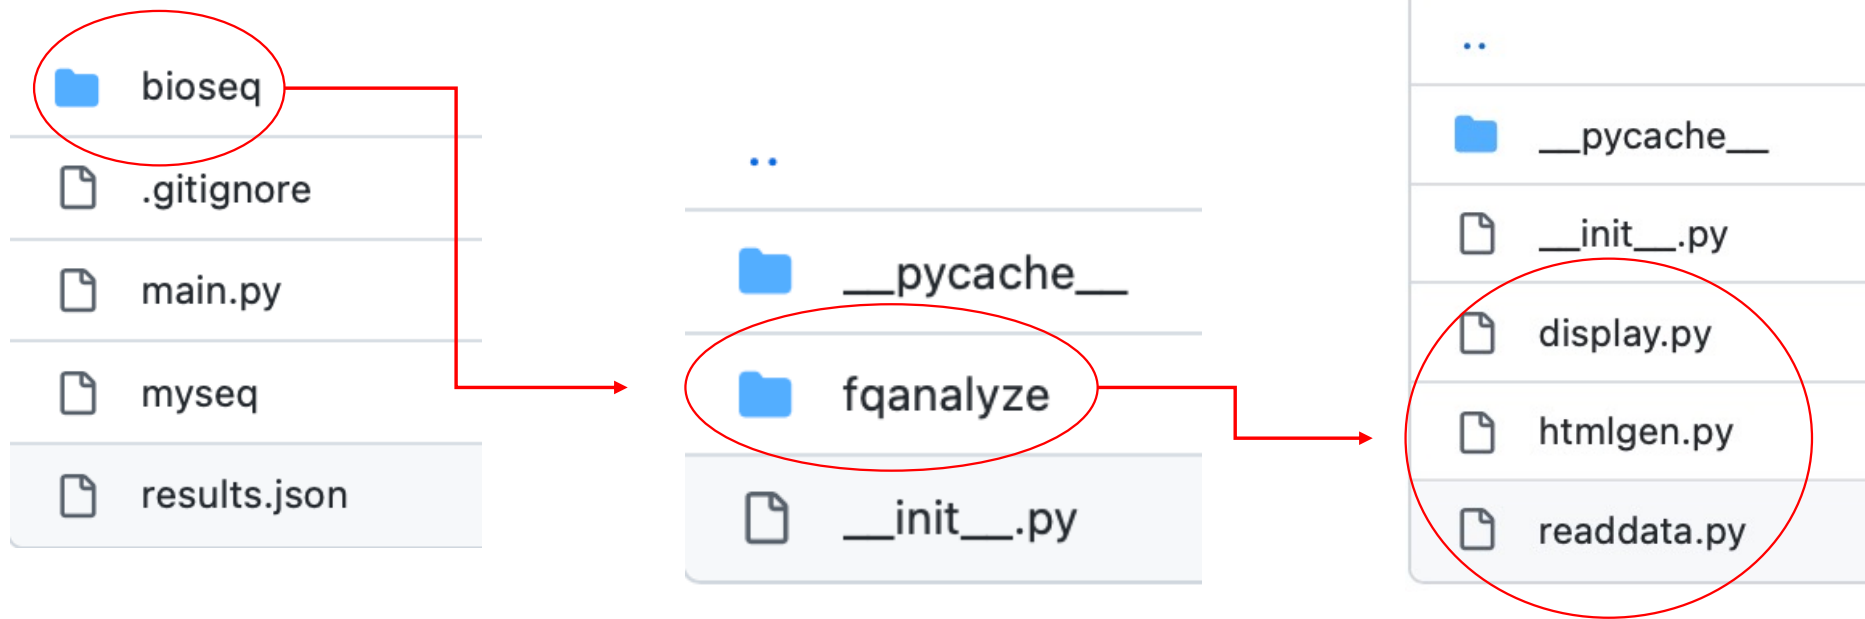 bioseq
.gitignore
main.py
myseq
results.json
..
__pycache__
fqanalyze
__init__.py
..
__pycache__
__init__.py
display.py
htmlgen.py
readdata.py